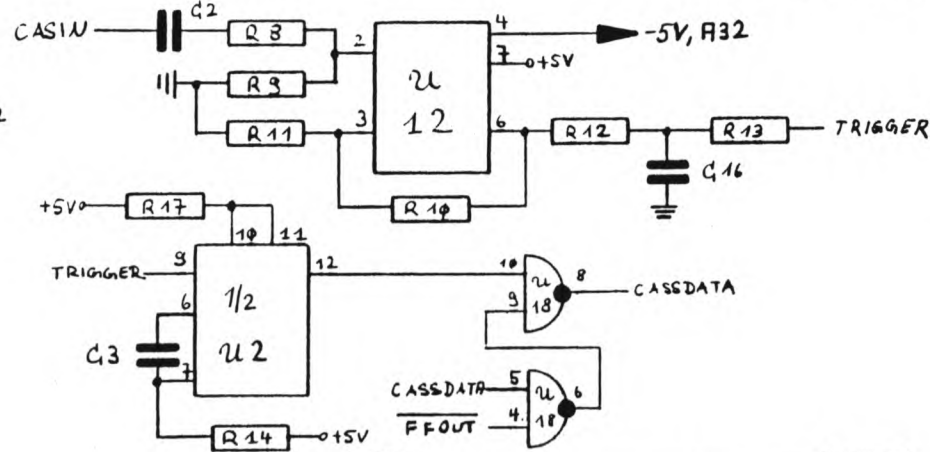 CASIN
C2
R8
2
4
-5V, A32
7
+5V
R9
U
12
3
R11
6
R12
R13
TRIGGER
C16
R10
+5V
R17
10
11
TRIGGER
9
12
10
U
18
8
CASSDATA
9
6
1/2
U2
C3
7
CASSDATA
5
U
18
6
4.
FFOUT
R14
+5V